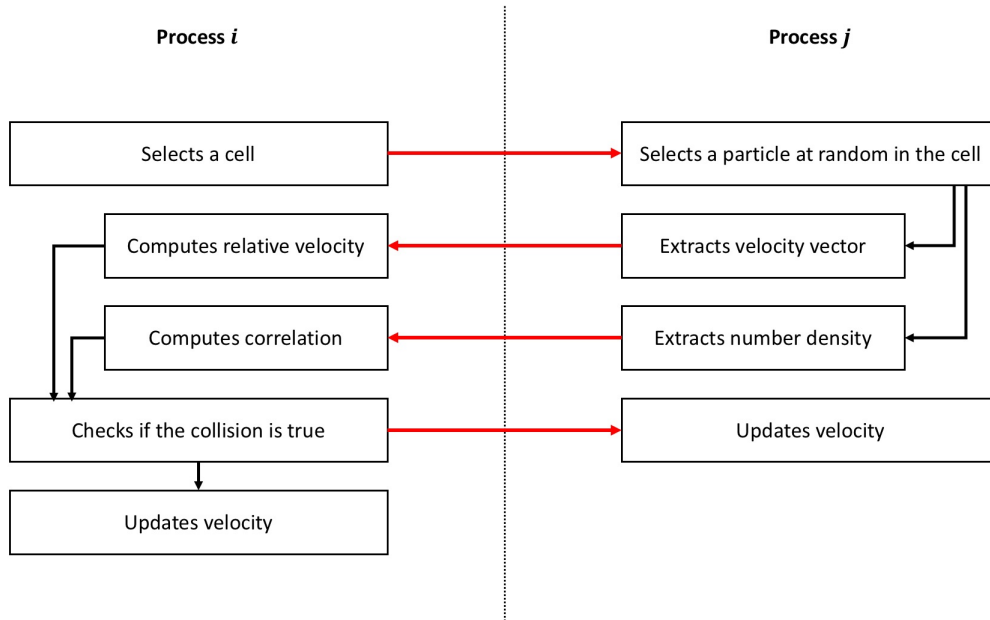 Process i
Process j
Selects a cell
Selects a particle at random in the cell
Computes relative velocity
Extracts velocity vector
Computes correlation
Extracts number density
Checks if the collision is true
Updates velocity
Updates velocity